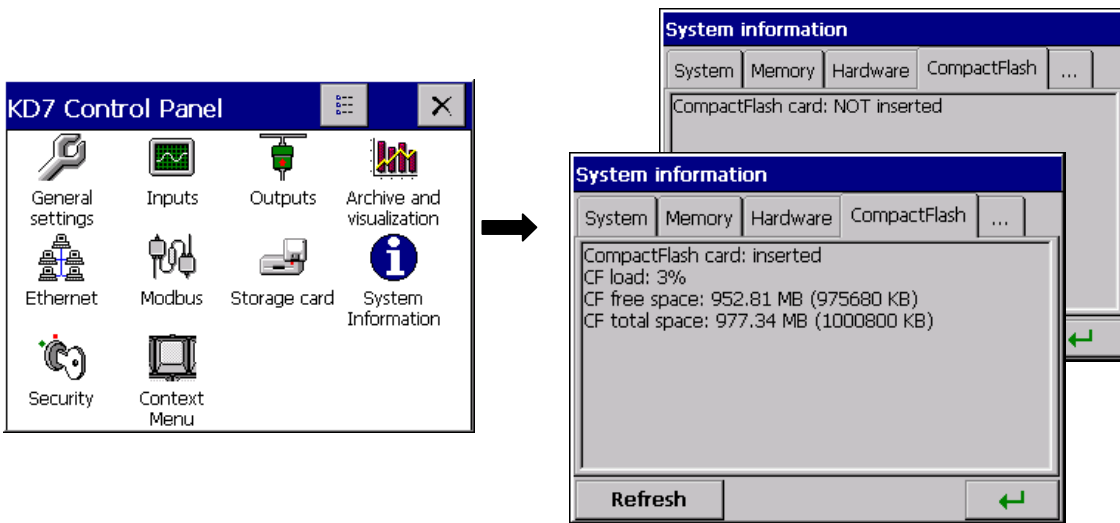 KD7 Control Panel
General
settings
Inputs
Outputs
Archive and
visualization
Ethernet
Modbus
Storage card
System
Information
Security
Context
Menu
System information
System
Memory
Hardware
CompactFlash
...
CompactFlash card: NOT inserted
System information
System
Memory
Hardware
CompactFlash
...
CompactFlash card: inserted
CF load: 3%
CF free space: 952.81 MB (975680 KB)
CF total space: 977.34 MB (1000800 KB)
Refresh